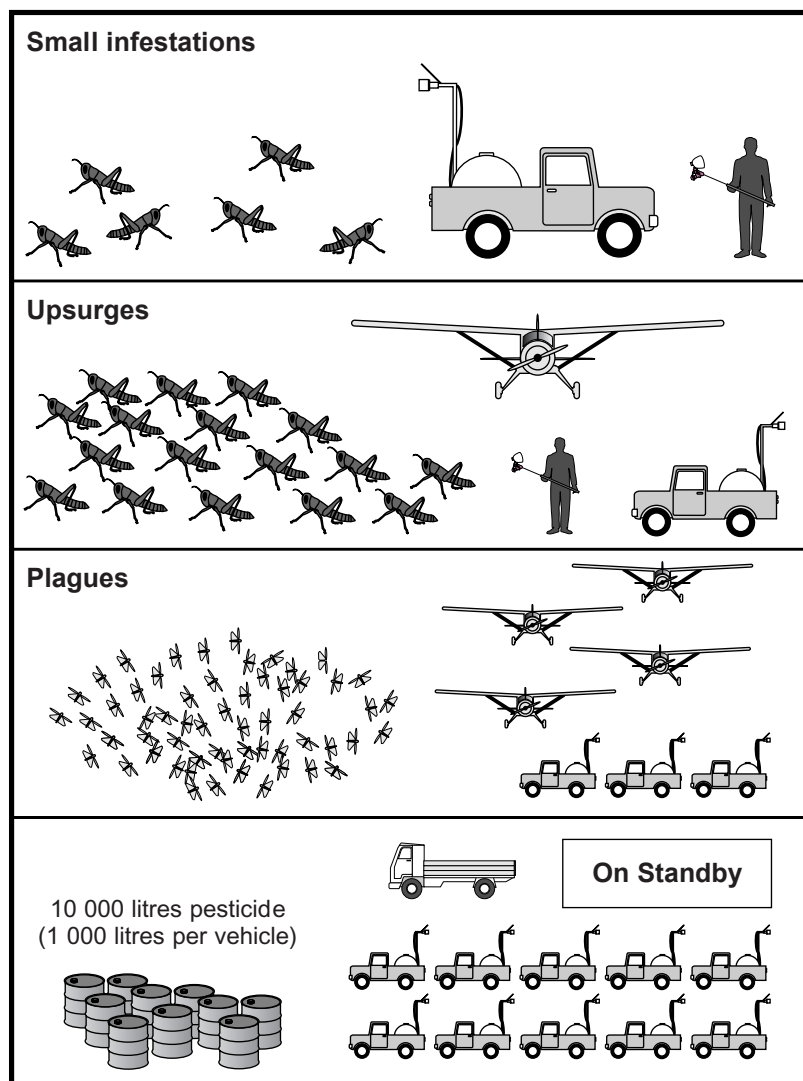 Small infestations
Upsurges
Plagues
On Standby
10 000 litres pesticide
(1 000 litres per vehicle)